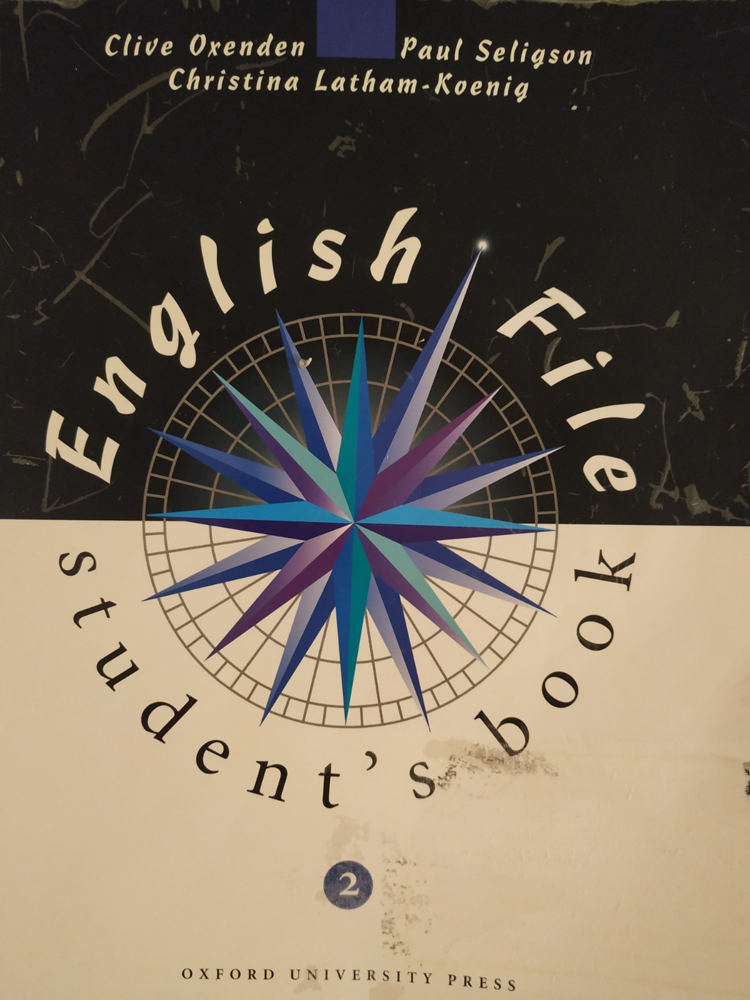 Clive Oxenden Paul Seligson
Christina Latham-Koenig
English File
student's book
2
OXFORD UNIVERSITY PRESS